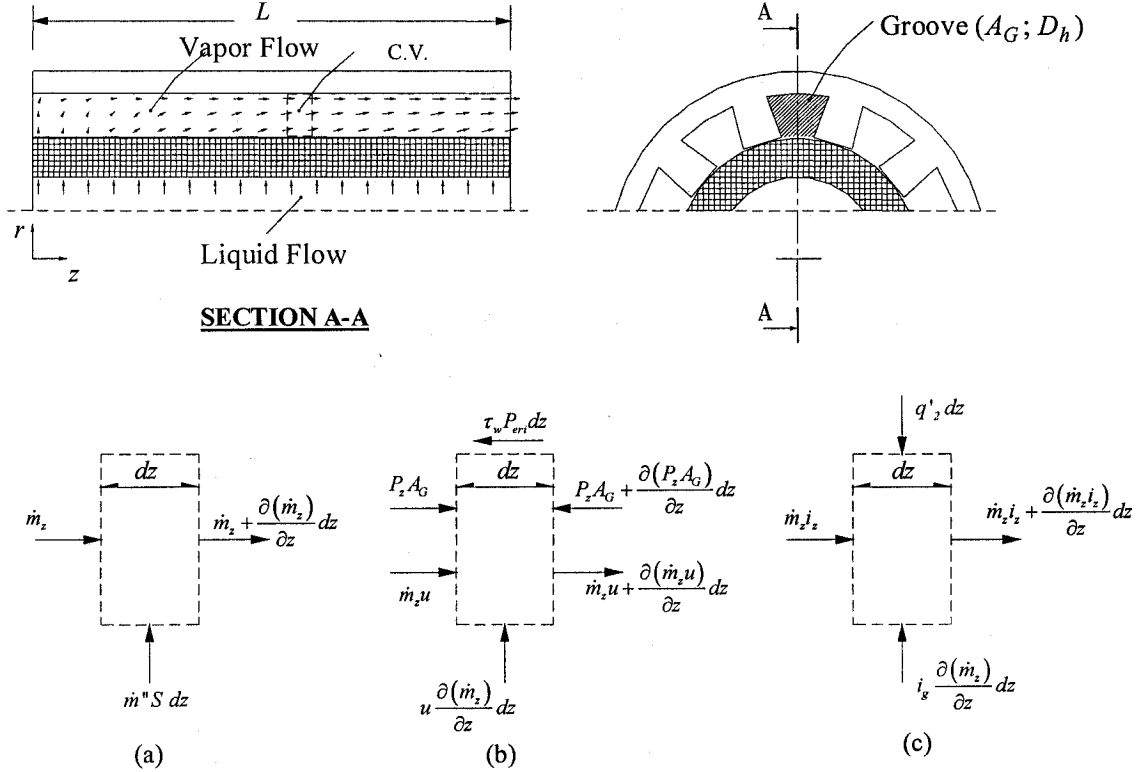 L
Vapor Flow
C.V.
A
Groove (A_G; D_h)
r
z
Liquid Flow
SECTION A-A
A
τ_w P_eri dz
q'_2 dz
dz
dz
dz
P_z A_G
P_z A_G + ∂(P_z A_G)/∂z dz
ṁ_z
ṁ_z + ∂(ṁ_z)/∂z dz
ṁ_z i_z
ṁ_z i_z + ∂(ṁ_z i_z)/∂z dz
ṁ_z u
ṁ_z u + ∂(ṁ_z u)/∂z dz
ṁ" S dz
u ∂(ṁ_z)/∂z dz
i_g ∂(ṁ_z)/∂z dz
(a)
(b)
(c)